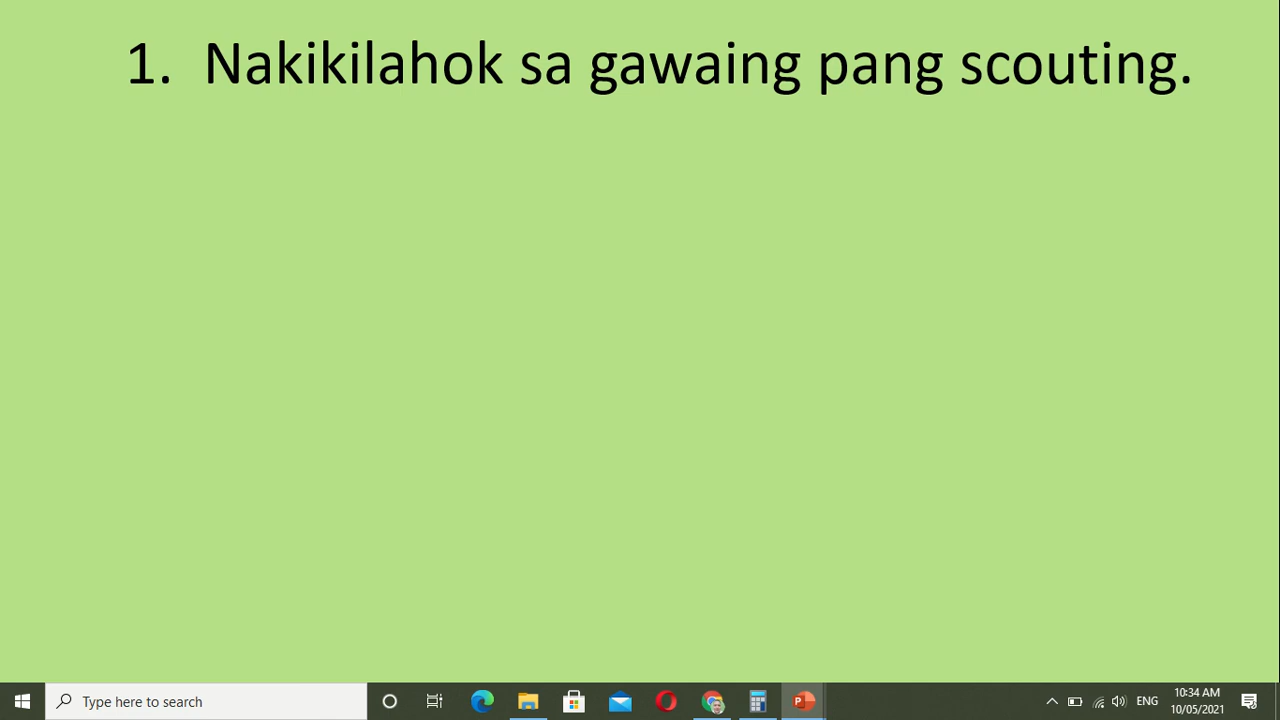 1. Nakikilahok sa gawaing pang scouting.
Type here to search
ENG
10:34 AM
10/05/2021